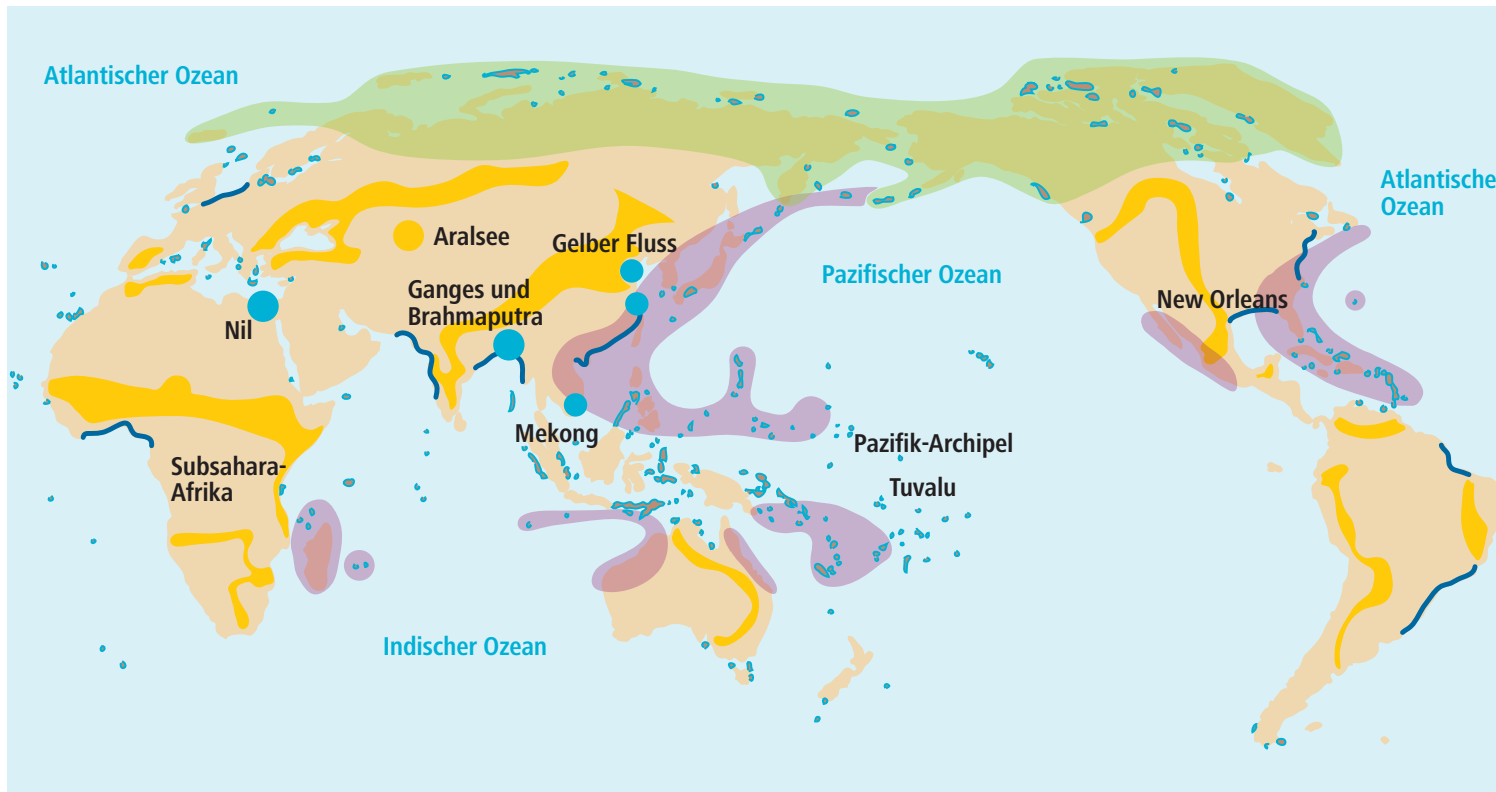 Atlantischer Ozean
Atlantische
Ozean
Aralsee
Gelber Fluss
Pazifischer Ozean
Ganges und
Brahmaputra
New Orleans
Nil
Mekong
Pazifik-Archipel
Subsahara-
Afrika
Tuvalu
Indischer Ozean